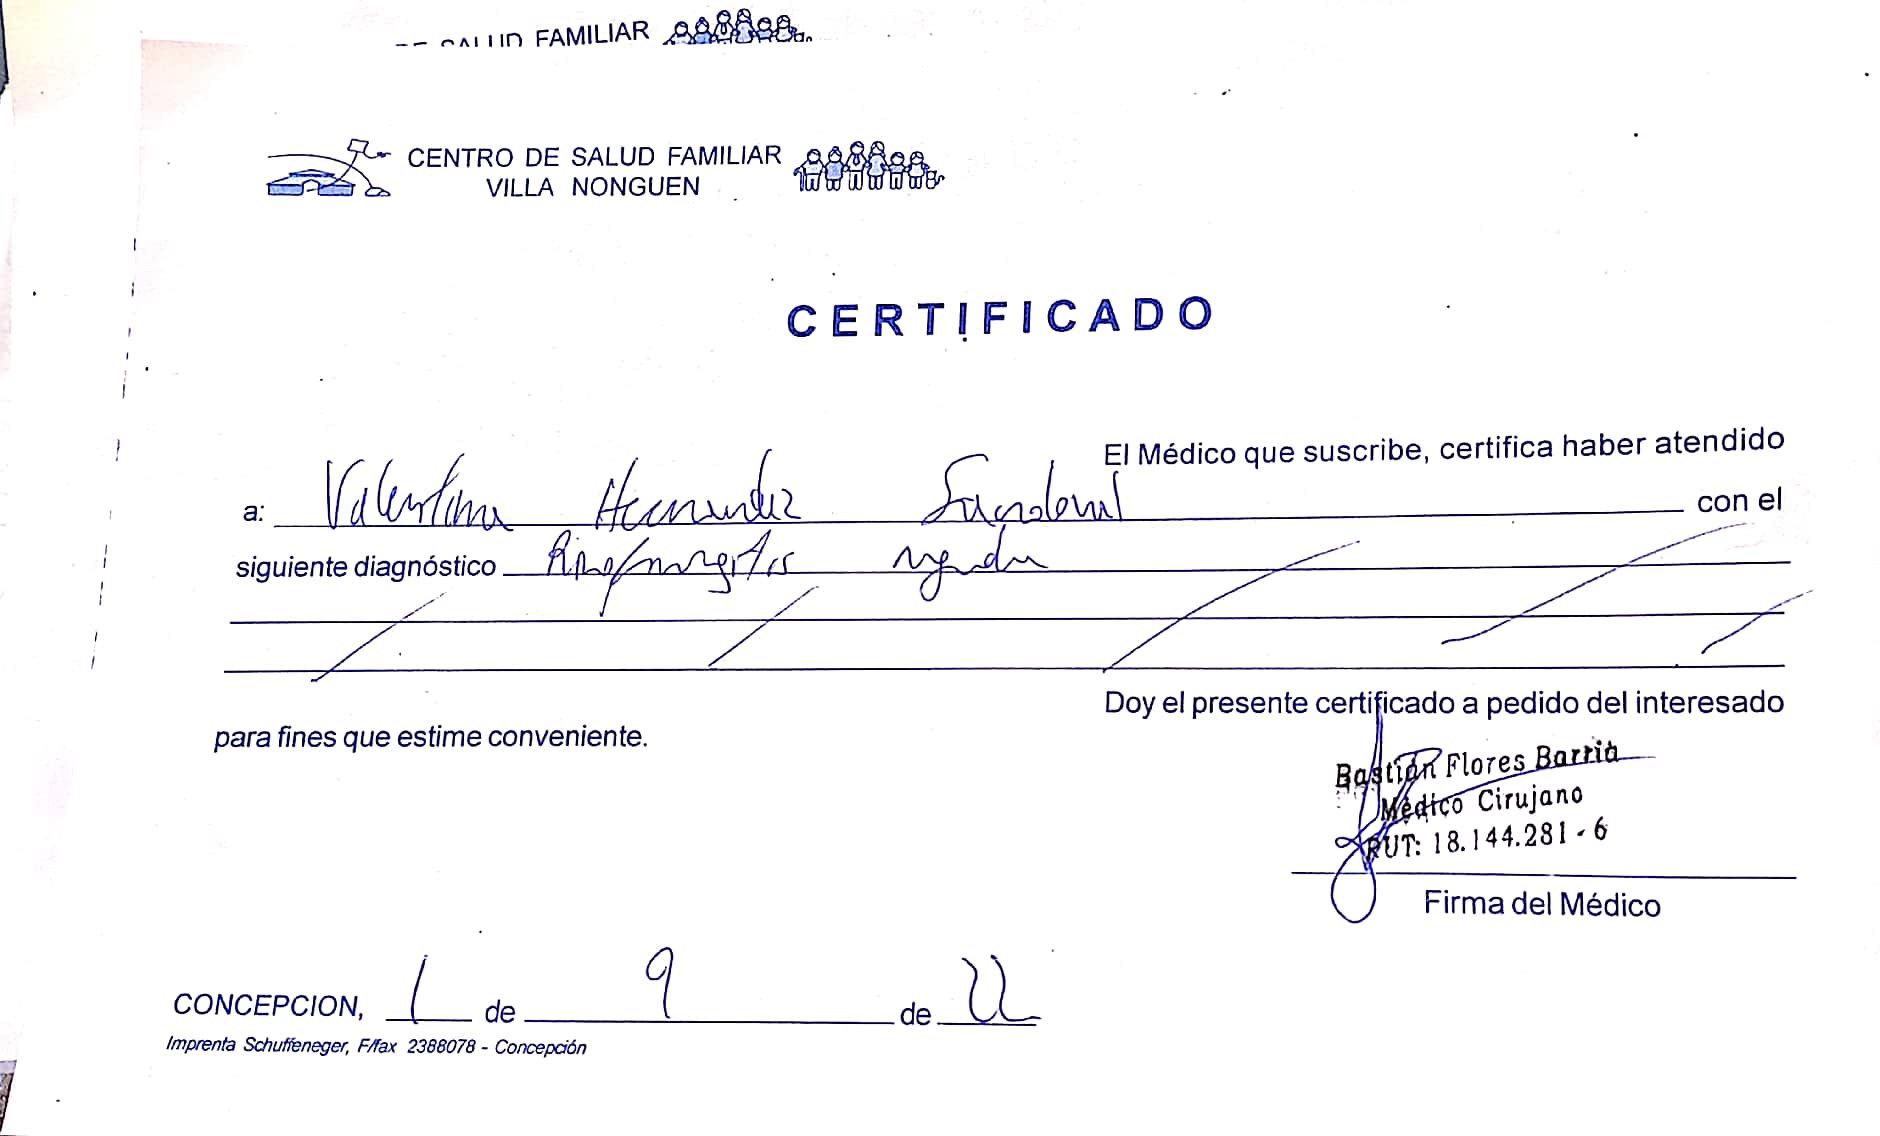 SALUD FAMILIAR
CENTRO DE SALUD FAMILIAR
VILLA NONGUEN
CERTIFICADO
El Médico que suscribe, certifica haber atendido
a: Valentina Hernandez Sandoval con el
siguiente diagnóstico Rinofaringitis aguda
Doy el presente certificado a pedido del interesado
para fines que estime conveniente.
Bastián Flores Barría
Médico Cirujano
RUT: 18.144.281-6
Firma del Médico
CONCEPCION, 1 de 9 de 22
Imprenta Schuffeneger, F/fax 2388078 - Concepción